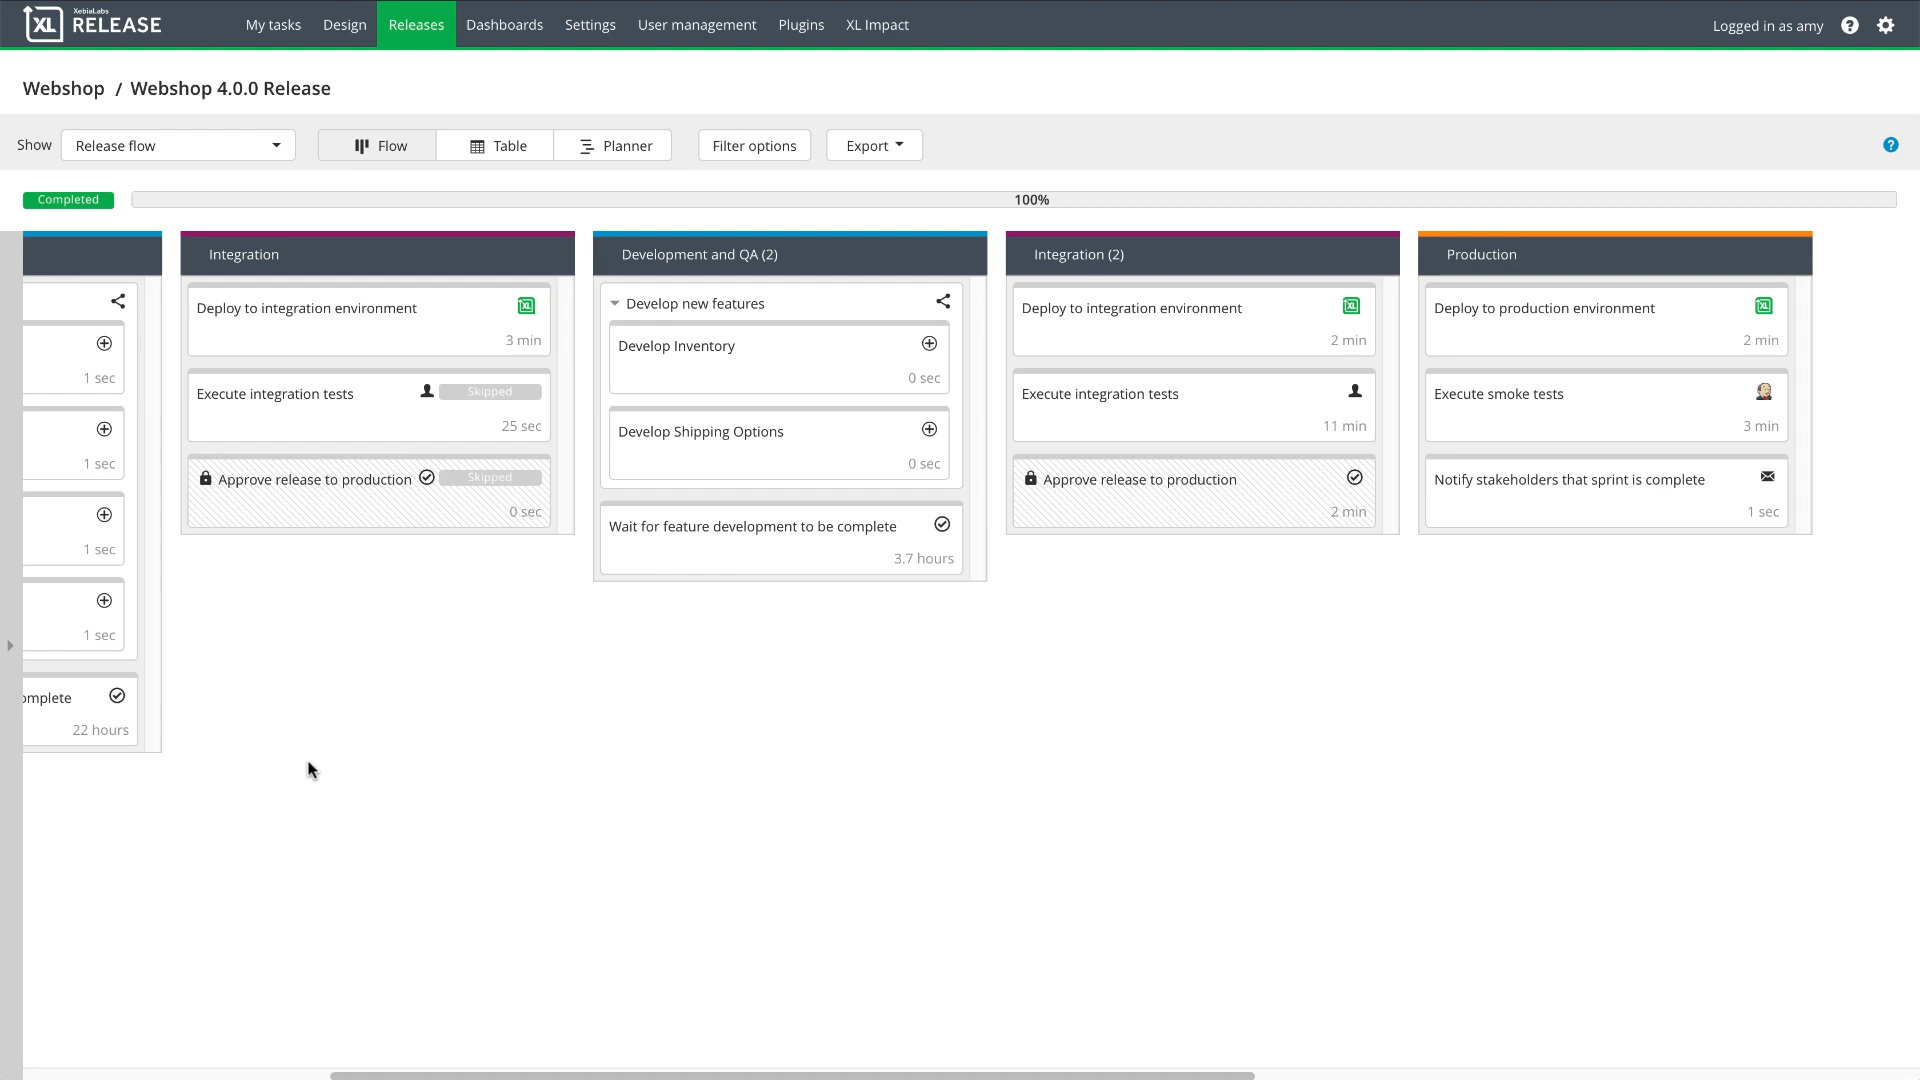 XebiaLabs
XL RELEASE
My tasks
Design
Releases
Dashboards
Settings
User management
Plugins
XL Impact
Logged in as amy
?
Webshop / Webshop 4.0.0 Release
Show
Release flow
Flow
Table
Planner
Filter options
Export
?
Completed
100%
1 sec
1 sec
1 sec
1 sec
omplete
22 hours
Integration
Deploy to integration environment
XL
3 min
Execute integration tests
Skipped
25 sec
Approve release to production
Skipped
0 sec
Development and QA (2)
Develop new features
Develop Inventory
0 sec
Develop Shipping Options
0 sec
Wait for feature development to be complete
3.7 hours
Integration (2)
Deploy to integration environment
XL
2 min
Execute integration tests
11 min
Approve release to production
2 min
Production
Deploy to production environment
XL
2 min
Execute smoke tests
3 min
Notify stakeholders that sprint is complete
1 sec